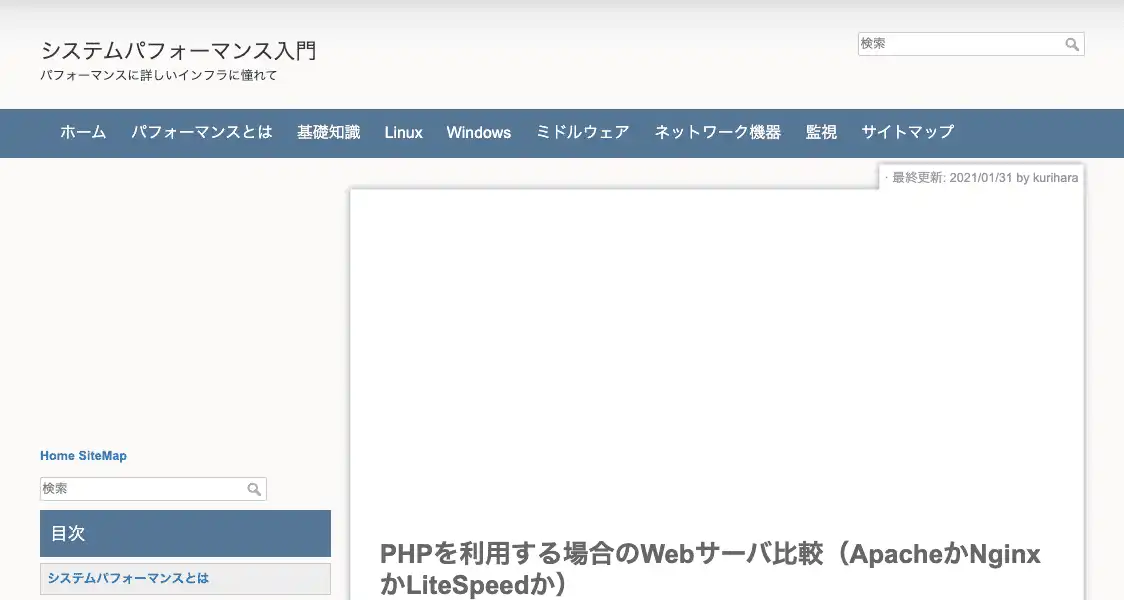 システムパフォーマンス入門
パフォーマンスに詳しいインフラに憧れて
検索
ホーム パフォーマンスとは 基礎知識 Linux Windows ミドルウェア ネットワーク機器 監視 サイトマップ
· 最終更新: 2021/01/31 by kurihara
Home SiteMap
検索
目次
システムパフォーマンスとは
PHPを利用する場合のWebサーバ比較（ApacheかNginx
かLiteSpeedか）